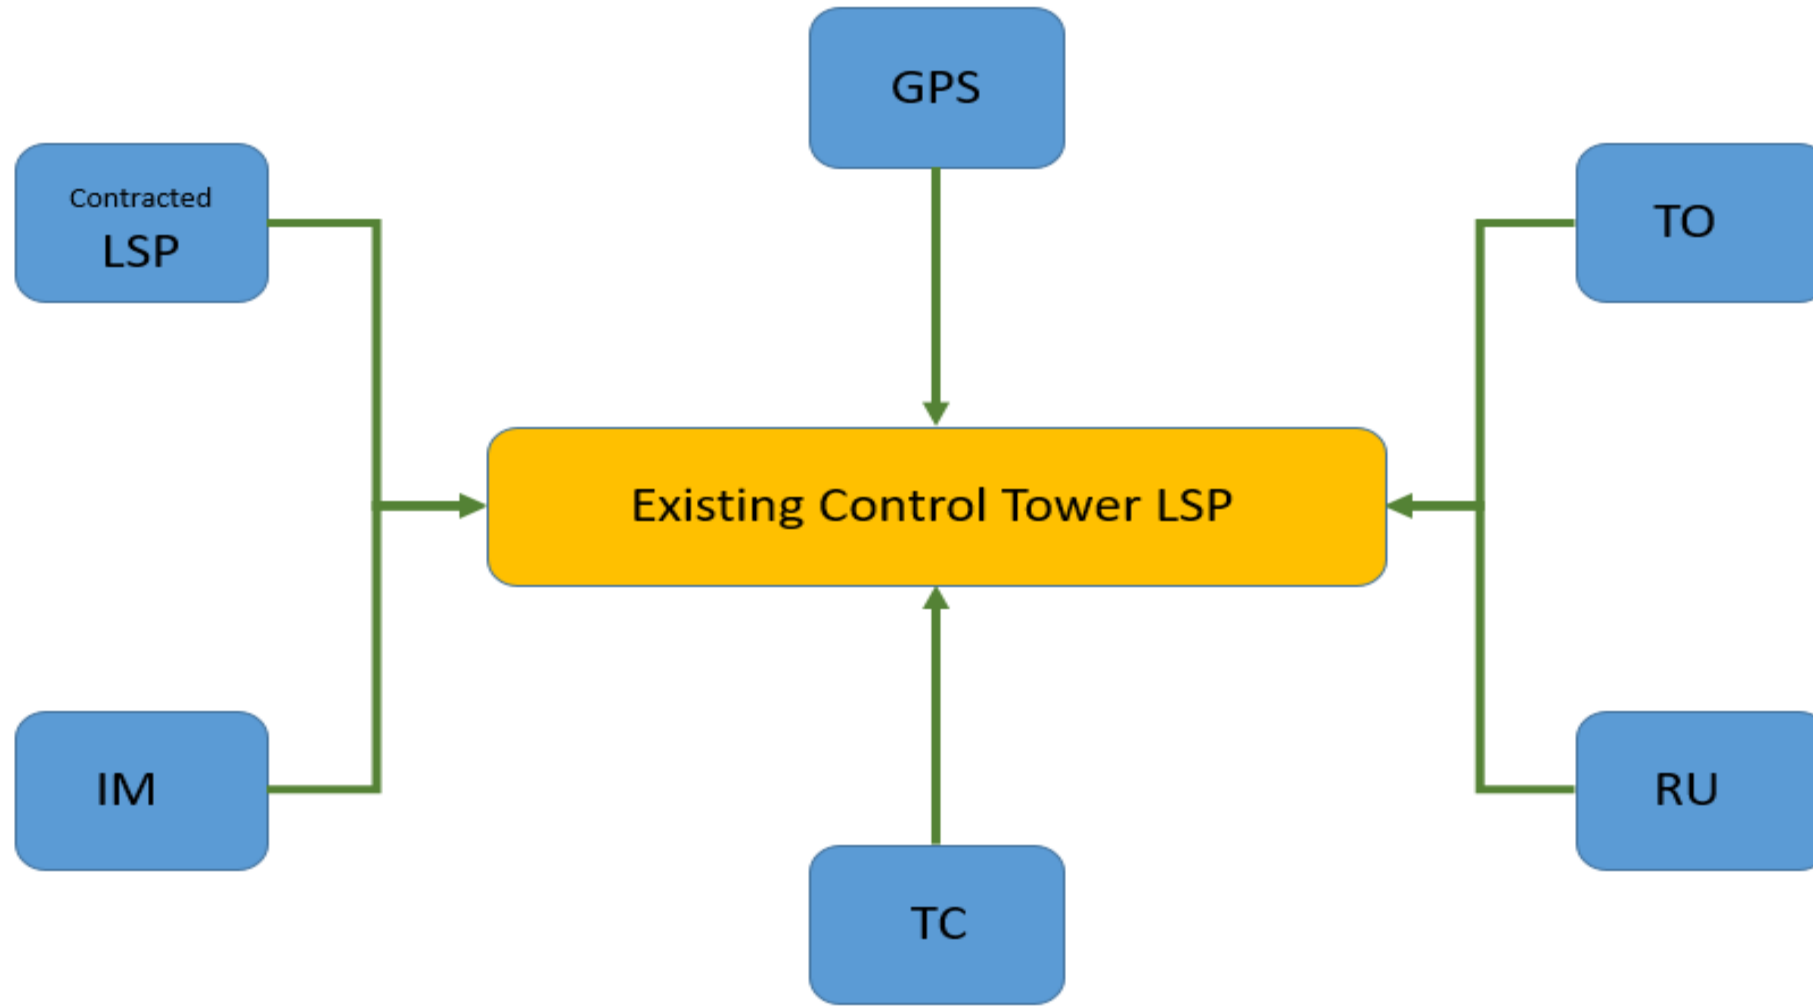 GPS
Contracted
LSP
TO
Existing Control Tower LSP
IM
RU
TC